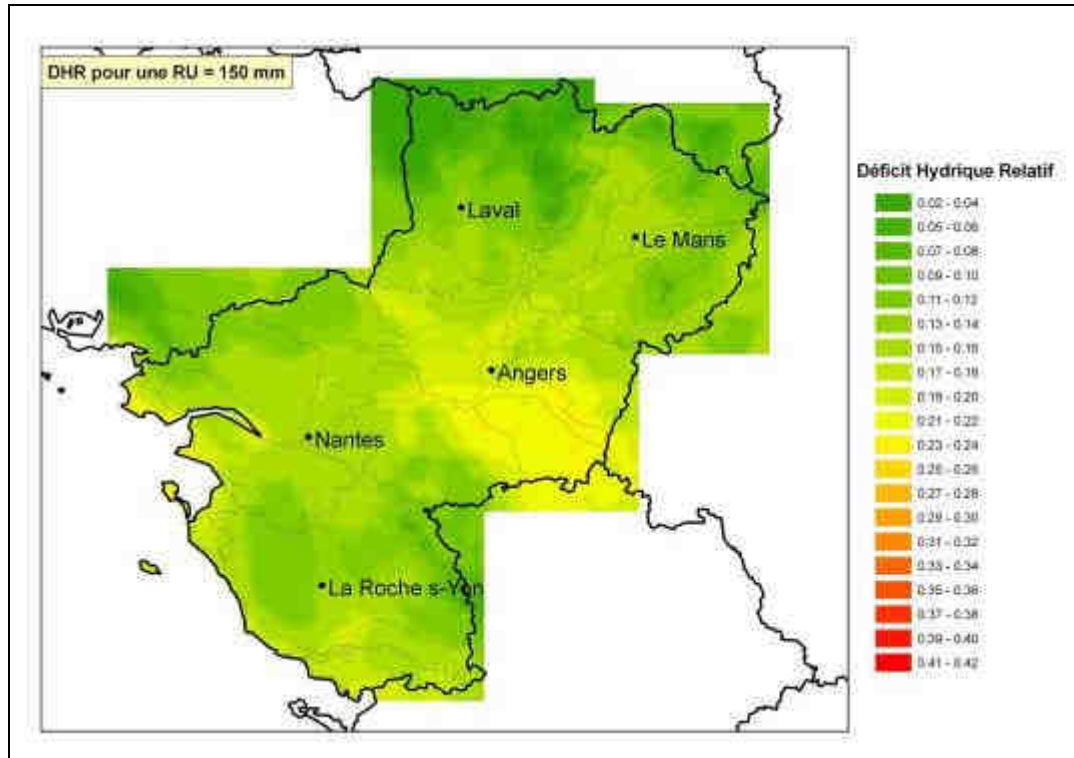 DHR pour une RU = 150 mm
Déficit Hydrique Relatif
0.02 - 0.04
0.05 - 0.06
0.07 - 0.08
0.09 - 0.10
0.11 - 0.12
0.13 - 0.14
0.15 - 0.16
0.17 - 0.18
0.19 - 0.20
0.21 - 0.22
0.23 - 0.24
0.25 - 0.26
0.27 - 0.28
0.29 - 0.30
0.31 - 0.32
0.33 - 0.34
0.35 - 0.36
0.37 - 0.38
0.39 - 0.40
0.41 - 0.42
Laval
Le Mans
Angers
Nantes
La Roche s-Yon